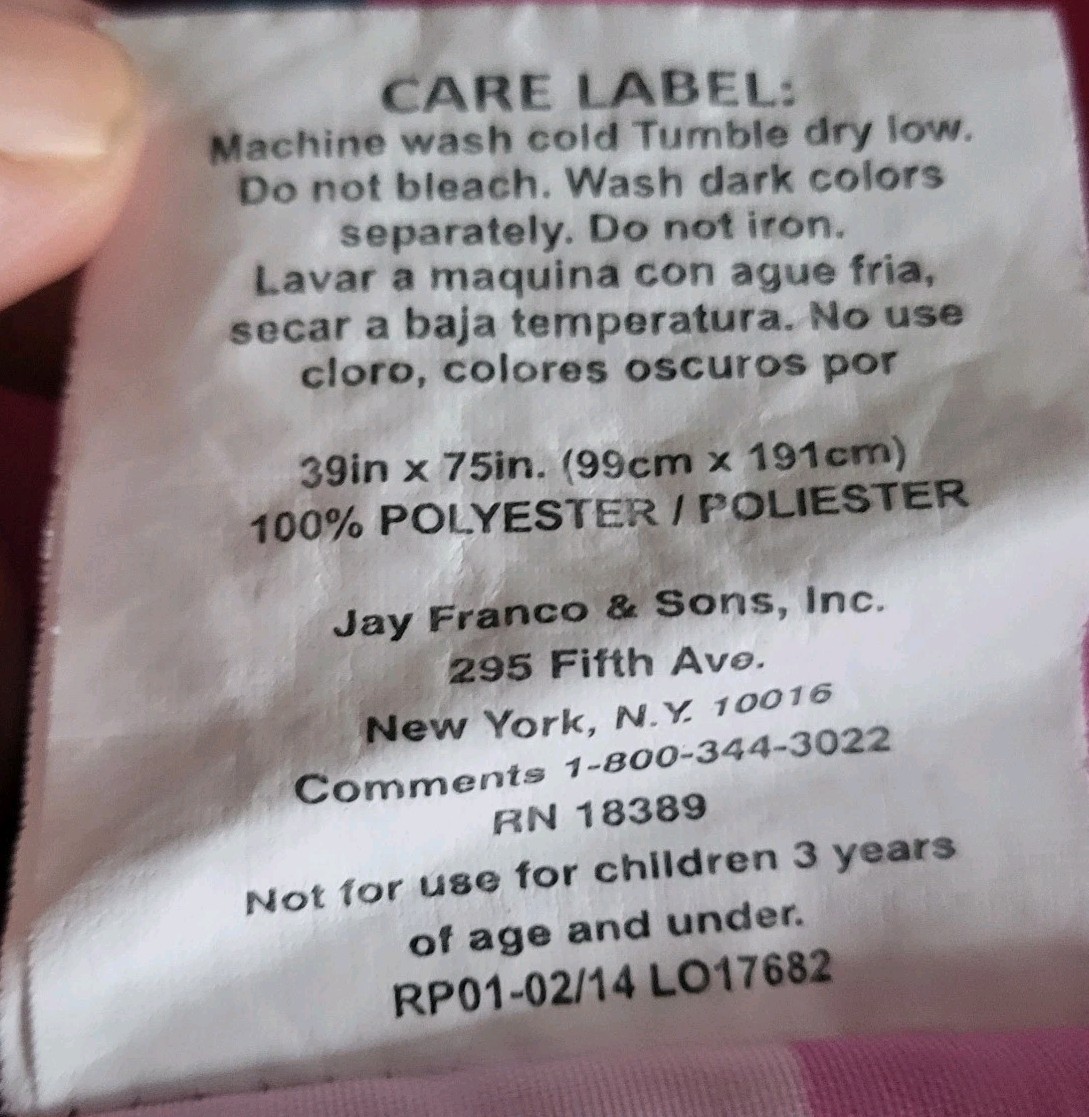 CARE LABEL:
Machine wash cold Tumble dry low.
Do not bleach. Wash dark colors
separately. Do not iron.
Lavar a maquina con ague fria,
secar a baja temperatura. No use
cloro, colores oscuros por
39in x 75in. (99cm x 191cm)
100% POLYESTER / POLIESTER
Jay Franco & Sons, Inc.
295 Fifth Ave.
New York, N.Y. 10016
Comments 1-800-344-3022
RN 18389
Not for use for children 3 years
of age and under.
RP01-02/14 LO17682